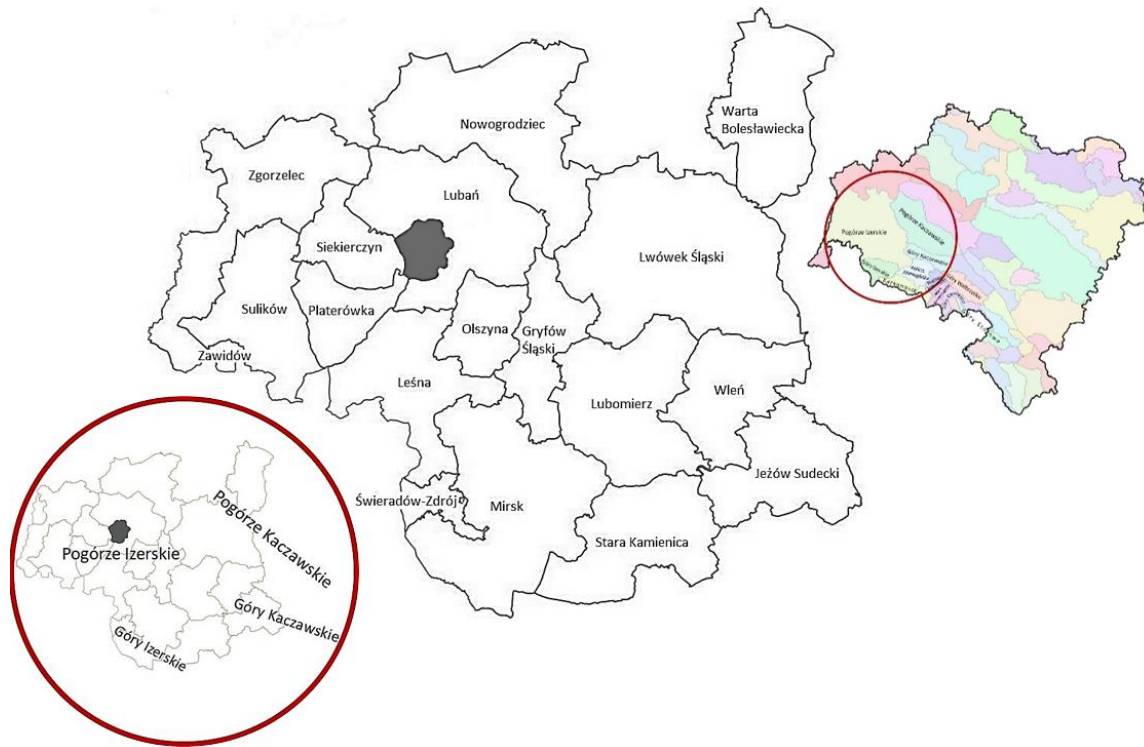 Warta
Bolesławiecka
Nowogrodziec
Zgorzelec
Lubań
Siekierczyn
Lwówek Śląski
Sulików
Platerówka
Olszyna
Gryfów
Śląski
Zawidów
Leśna
Lubomierz
Wleń
Jeżów Sudecki
Świeradów-Zdrój
Mirsk
Stara Kamienica
Pogórze Kaczawskie
Pogórze Izerskie
Góry Kaczawskie
Góry Izerskie
Pogórze Kaczawskie
Pogórze Izerskie
Góry Kaczawskie
Góry Izerskie